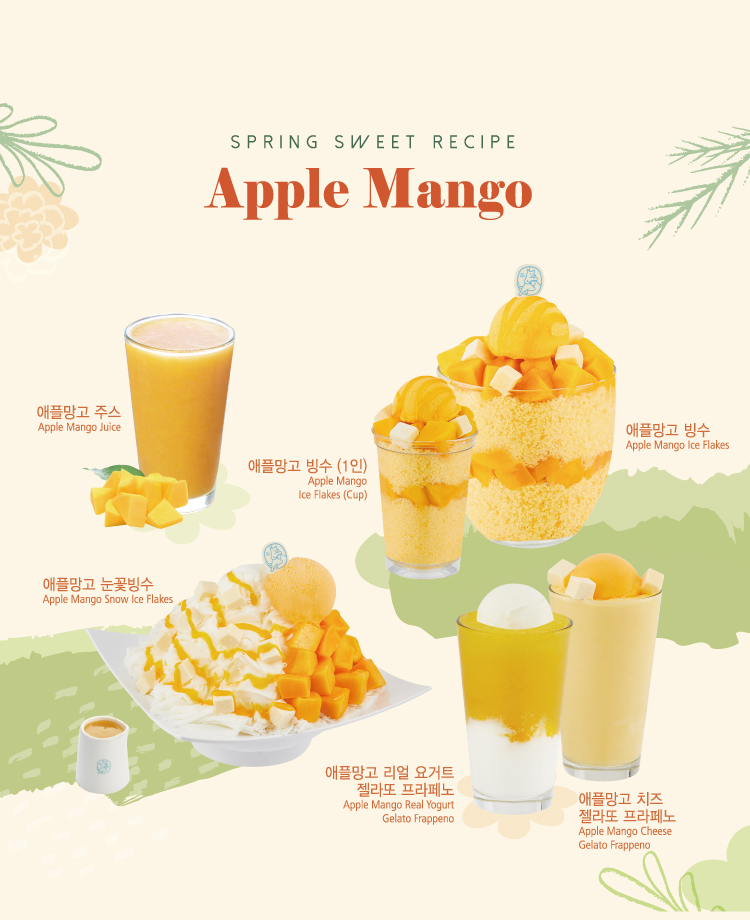 SPRING SWEET RECIPE
Apple Mango
애플망고 주스
Apple Mango Juice
애플망고 빙수
Apple Mango Ice Flakes
애플망고 빙수 (1인)
Apple Mango
Ice Flakes (Cup)
애플망고 눈꽃빙수
Apple Mango Snow Ice Flakes
애플망고 리얼 요거트
젤라또 프라페노
Apple Mango Real Yogurt
Gelato Frappeno
애플망고 치즈
젤라또 프라페노
Apple Mango Cheese
Gelato Frappeno